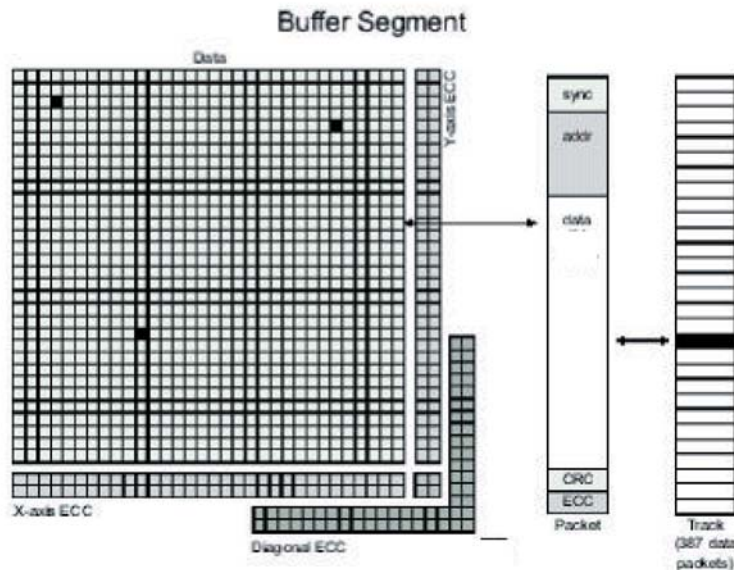 Buffer Segment
Data
Y-axis ECC
sync
addr
data
CRC
ECC
X-axis ECC
Packet
Track
Diagonal ECC
(387 data
packets)